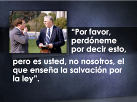 “Por favor,
perdóneme
por decir esto,
pero es usted, no nosotros, el
que enseña la salvación por
la ley”.